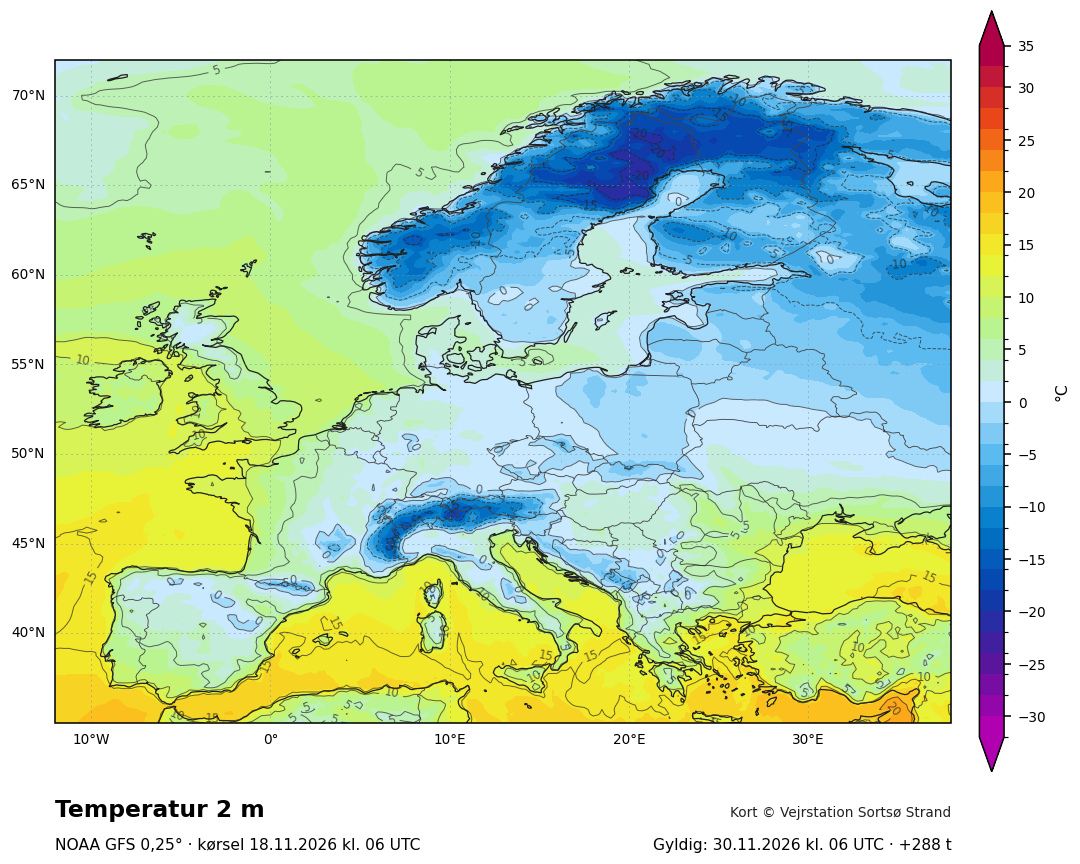 35
30
25
20
15
10
5
0
−5
−10
−15
−20
−25
−30
°C
70°N
65°N
60°N
55°N
50°N
45°N
40°N
10°W 0° 10°E 20°E 30°E
Temperatur 2 m
Kort © Vejrstation Sortsø Strand
NOAA GFS 0,25° · kørsel 18.11.2026 kl. 06 UTC
Gyldig: 30.11.2026 kl. 06 UTC · +288 t